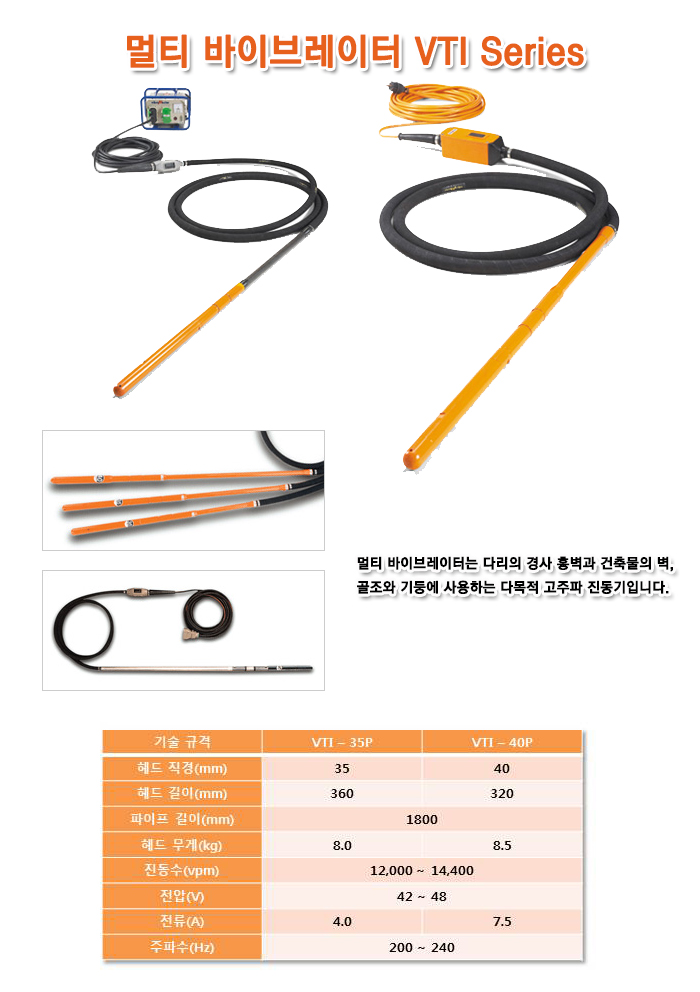 멀티 바이브레이터 VTI Series
멀티 바이브레이터는 다리의 경사 흉벽과 건축물의 벽,
골조와 기둥에 사용하는 다목적 고주파 진동기입니다.
기술 규격 VTI – 35P VTI – 40P
헤드 직경(mm) 35 40
헤드 길이(mm) 360 320
파이프 길이(mm) 1800
헤드 무게(kg) 8.0 8.5
진동수(vpm) 12,000 ~ 14,400
전압(V) 42 ~ 48
전류(A) 4.0 7.5
주파수(Hz) 200 ~ 240